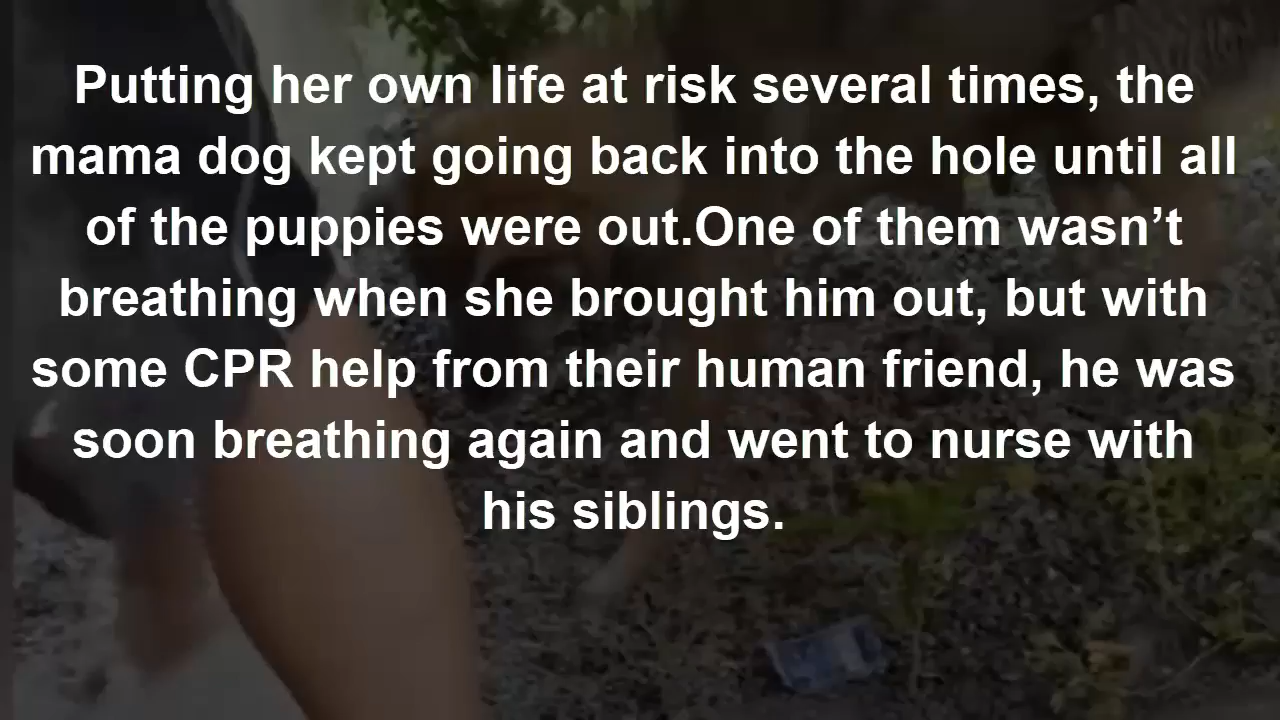 Putting her own life at risk several times, the
mama dog kept going back into the hole until all
of the puppies were out.One of them wasn’t
breathing when she brought him out, but with
some CPR help from their human friend, he was
soon breathing again and went to nurse with
his siblings.